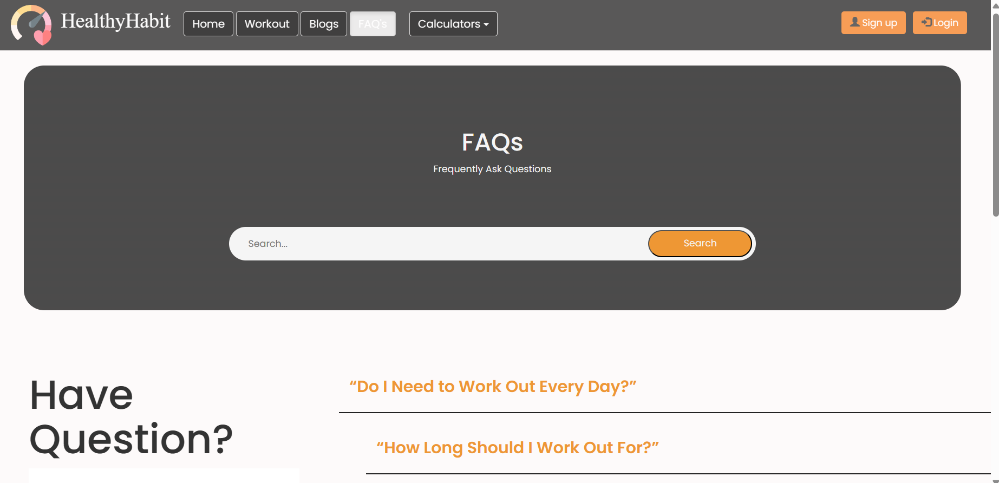 HealthyHabit Home Workout Blogs FAQ's Calculators Sign up Login
FAQs
Frequently Ask Questions
Search... Search
Have
Question?
“Do I Need to Work Out Every Day?”
“How Long Should I Work Out For?”